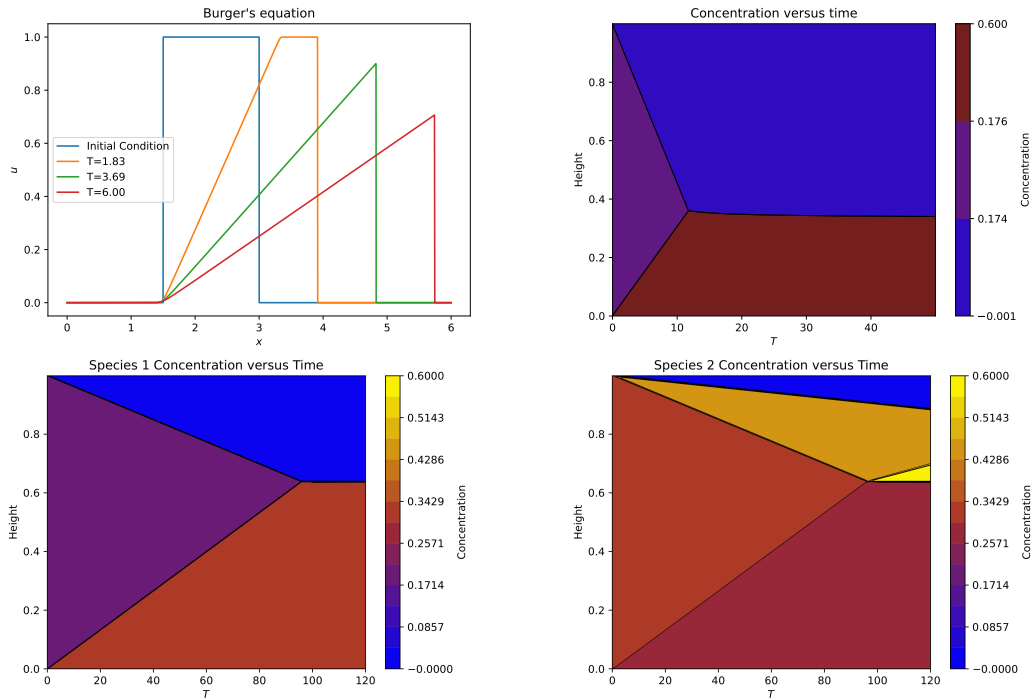 Burger's equation
1.0
0.8
0.6
0.4
0.2
0.0
u
Initial Condition
T=1.83
T=3.69
T=6.00
0 1 2 3 4 5 6
x
Concentration versus time
0.8
0.6
0.4
0.2
0.0
Height
0 10 20 30 40
T
0.600
0.176
0.174
−0.001
Concentration
Species 1 Concentration versus Time
0.8
0.6
0.4
0.2
0.0
Height
0 20 40 60 80 100 120
T
0.6000
0.5143
0.4286
0.3429
0.2571
0.1714
0.0857
−0.0000
Concentration
Species 2 Concentration versus Time
0.8
0.6
0.4
0.2
0.0
Height
0 20 40 60 80 100 120
T
0.6000
0.5143
0.4286
0.3429
0.2571
0.1714
0.0857
−0.0000
Concentration